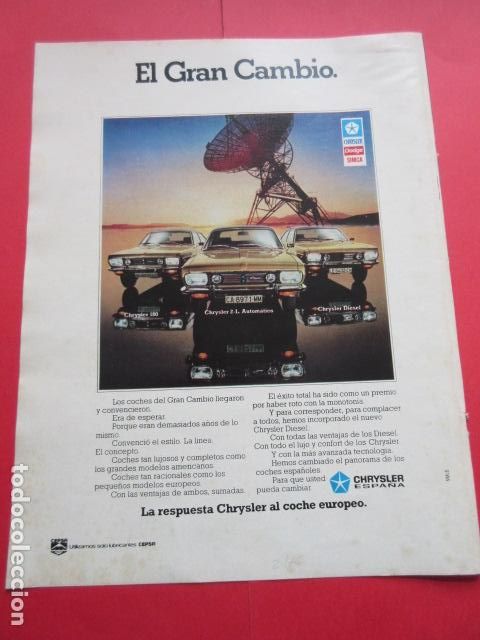 El Gran Cambio.
CHRYSLER
Dodge
SIMCA
Chrysler 180
Chrysler 2-L. Automatico
Chrysler Diesel
Los coches del Gran Cambio llegaron
y convencieron.
Era de esperar.
Porque eran demasiados años de lo
mismo.
Convenció el estilo. La línea.
El concepto.
Coches tan lujosos y completos como
los grandes modelos americanos.
Coches tan racionales como los
pequeños modelos europeos.
Con las ventajas de ambos, sumadas.
El éxito total ha sido como un premio
por haber roto con la monotonía.
Y para corresponder, para complacer
a todos, hemos incorporado el nuevo
Chrysler Diesel.
Con todas las ventajas de los Diesel.
Con todo el lujo y confort de los Chrysler.
Y con la más avanzada tecnología.
Hemos cambiado el panorama de los
coches españoles.
Para que usted
pueda cambiar.
CHRYSLER
ESPAÑA
La respuesta Chrysler al coche europeo.
Utilizamos solo lubricantes CEPSA
todocoleccion